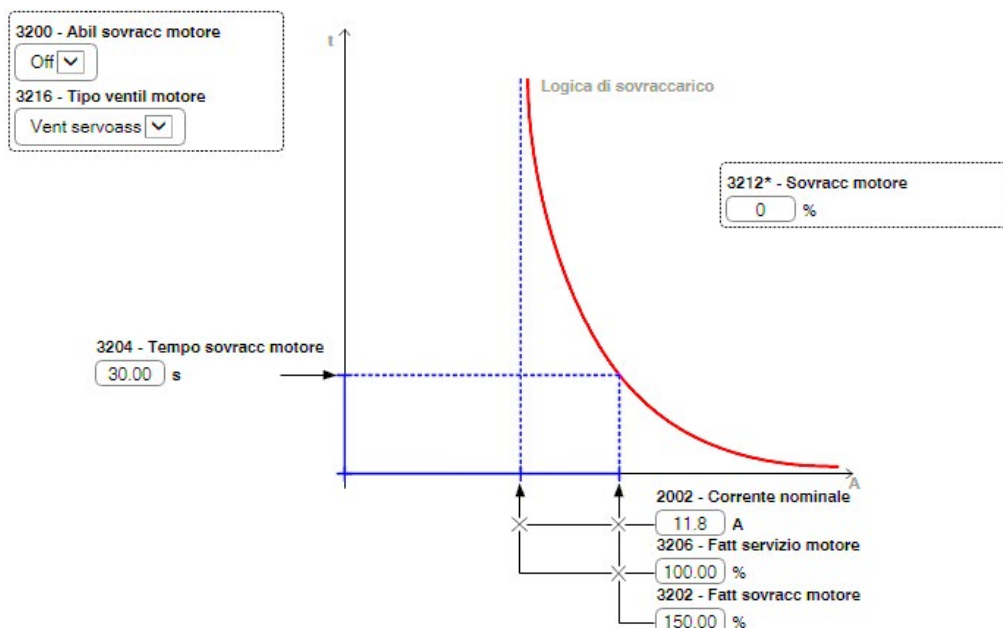 3200 - Abil sovracc motore
Off
3216 - Tipo ventil motore
Vent servoass
t
Logica di sovraccarico
3212* - Sovracc motore
0 %
3204 - Tempo sovracc motore
30.00 s
A
2002 - Corrente nominale
11.8 A
3206 - Fatt servizio motore
100.00 %
3202 - Fatt sovracc motore
150.00 %